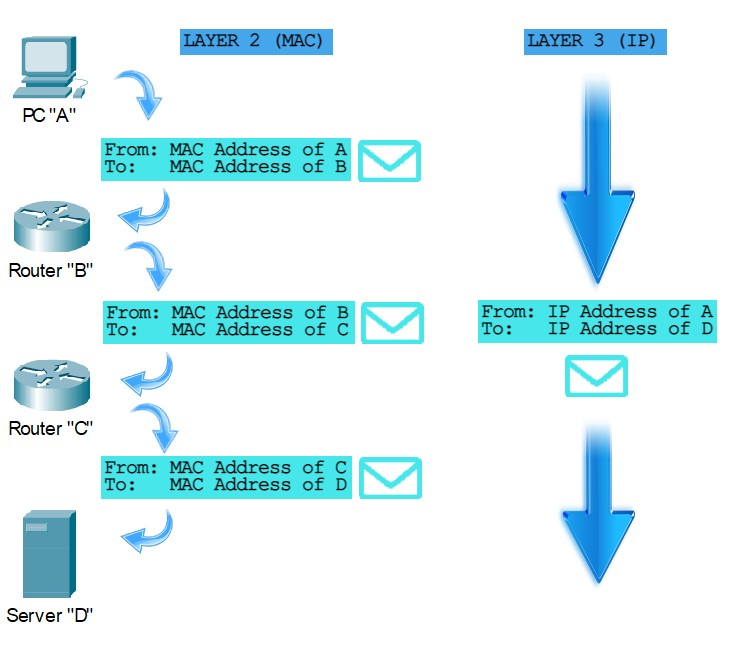 LAYER 2 (MAC)
LAYER 3 (IP)
PC "A"
From: MAC Address of A
To: MAC Address of B
Router "B"
From: MAC Address of B
To: MAC Address of C
From: IP Address of A
To: IP Address of D
Router "C"
From: MAC Address of C
To: MAC Address of D
Server "D"